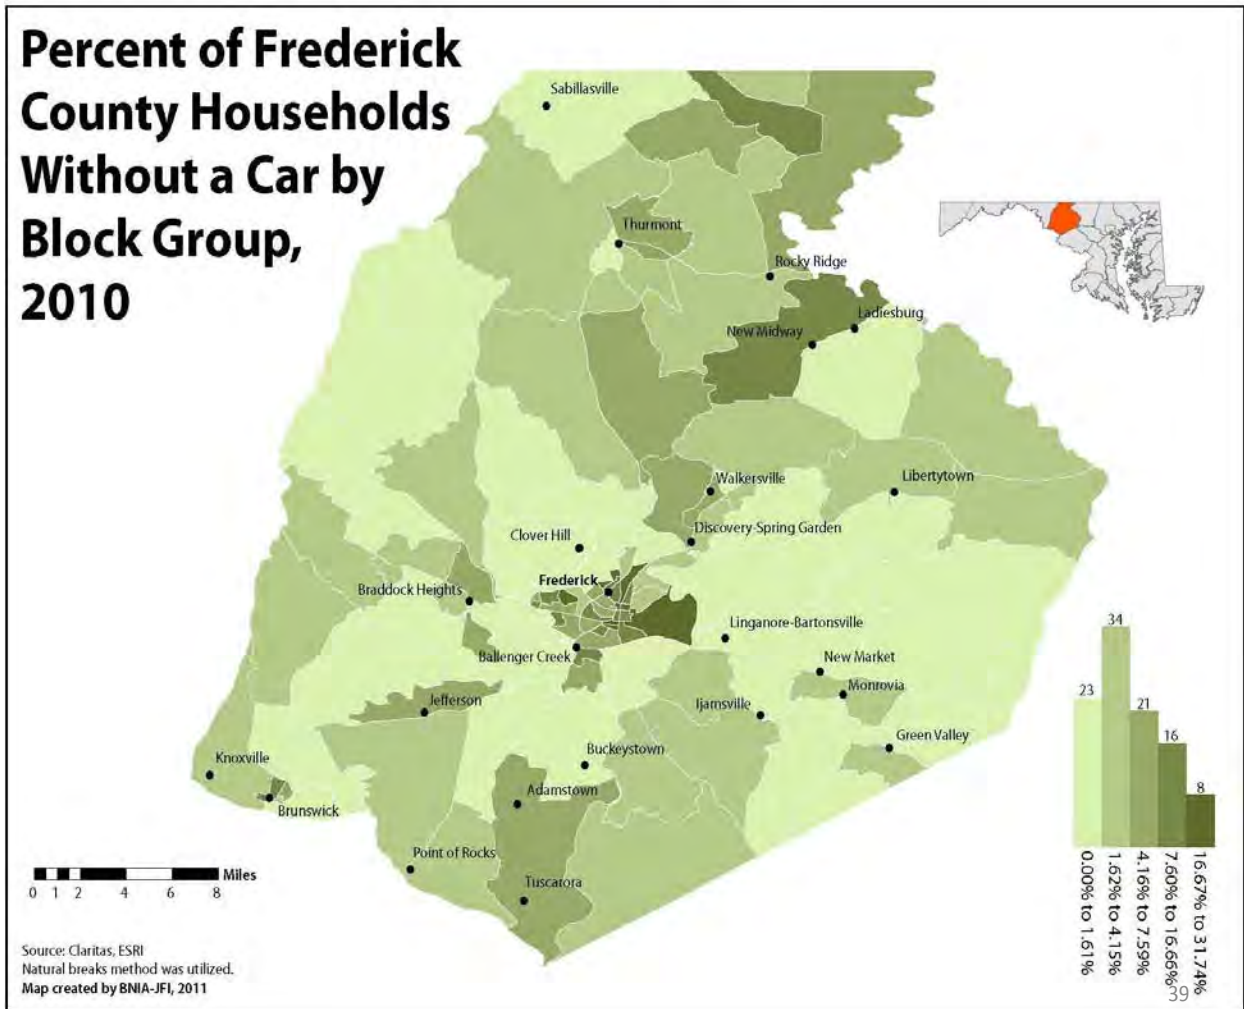 Percent of Frederick
County Households
Without a Car by
Block Group,
2010
Sabillasville
Thurmont
Rocky Ridge
Ladiesburg
New Midway
Walkersville
Libertytown
Discovery-Spring Garden
Clover Hill
Frederick
Braddock Heights
Linganore-Bartonsville
Ballenger Creek
New Market
Monrovia
Jefferson
Ijamsville
Green Valley
Buckeystown
Knoxville
Adamstown
Brunswick
Point of Rocks
Tuscarora
34
23
21
16
8
0.00% to 1.61%
1.62% to 4.15%
4.16% to 7.59%
7.60% to 16.66%
16.67% to 31.74%
Miles
0 1 2 4 6 8
Source: Claritas, ESRI
Natural breaks method was utilized.
Map created by BNIA-JFI, 2011
39